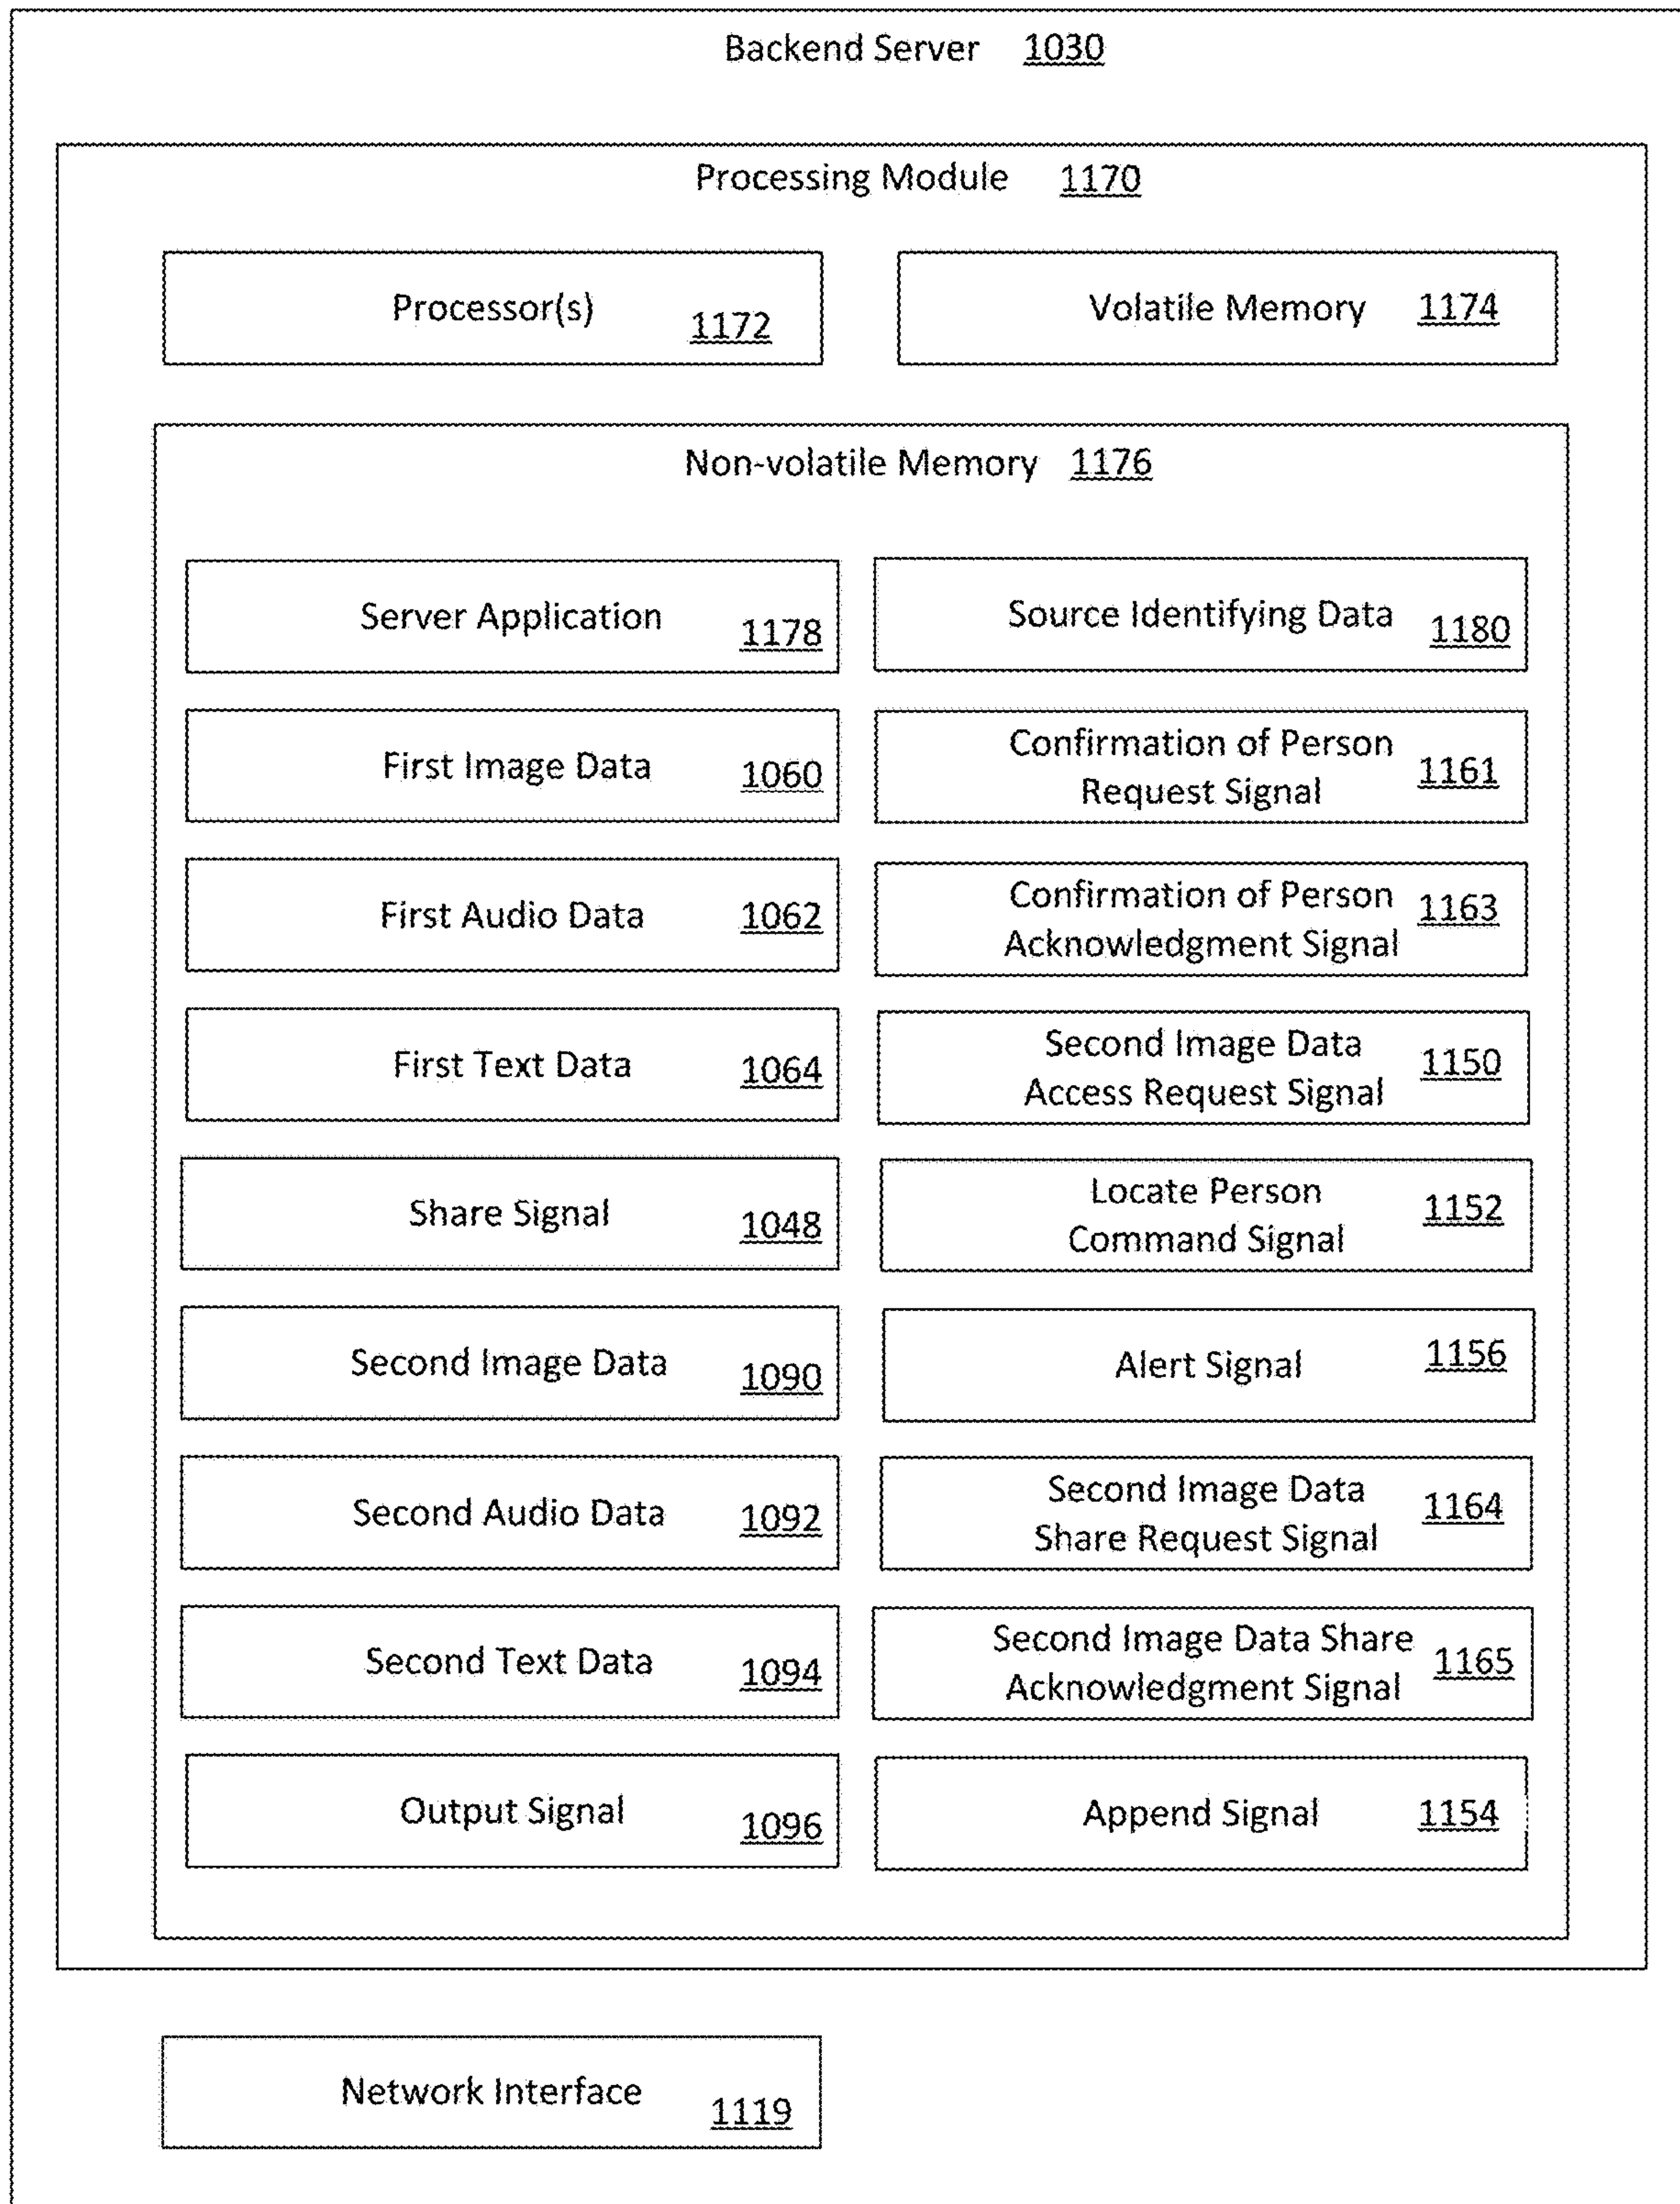 Backend Server 1030
Processing Module 1170
Processor(s) 1172
Volatile Memory 1174
Non-volatile Memory 1176
Server Application 1178
Source Identifying Data 1180
First Image Data 1060
Confirmation of Person
Request Signal 1161
First Audio Data 1062
Confirmation of Person
Acknowledgment Signal 1163
First Text Data 1064
Second Image Data
Access Request Signal 1150
Share Signal 1048
Locate Person
Command Signal 1152
Second Image Data 1090
Alert Signal 1156
Second Audio Data 1092
Second Image Data
Share Request Signal 1164
Second Text Data 1094
Second Image Data Share
Acknowledgment Signal 1165
Output Signal 1096
Append Signal 1154
Network Interface 1119